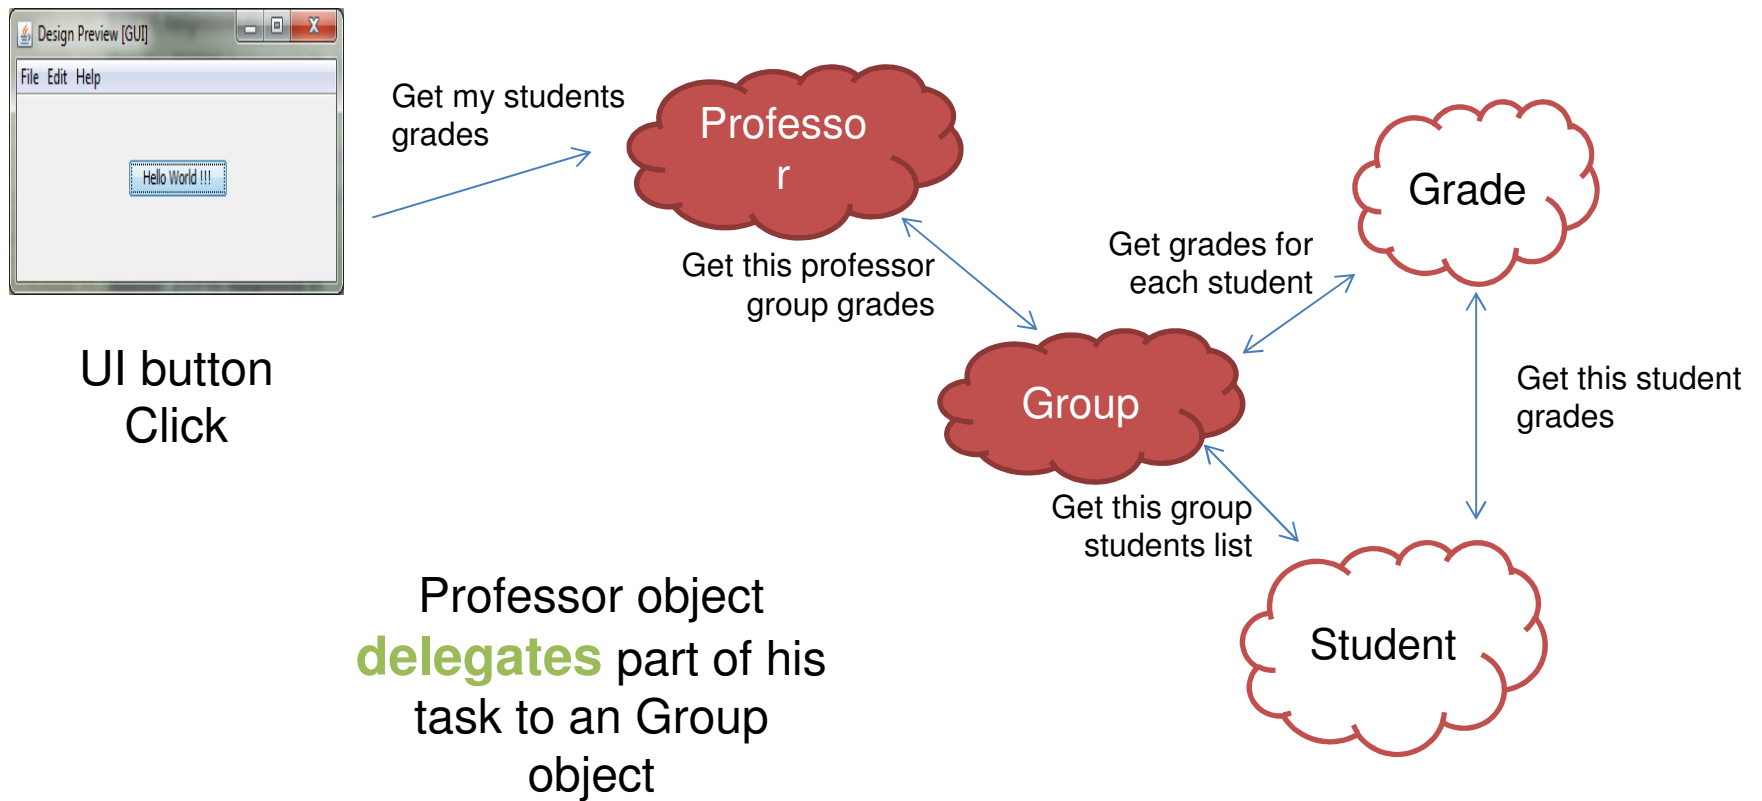 Design Preview [GUI]
File Edit Help
Hello World !!!
UI button
Click
Get my students
grades
Professo
r
Get this professor
group grades
Group
Get grades for
each student
Grade
Get this student
grades
Get this group
students list
Student
Professor object
delegates part of his
task to an Group
object